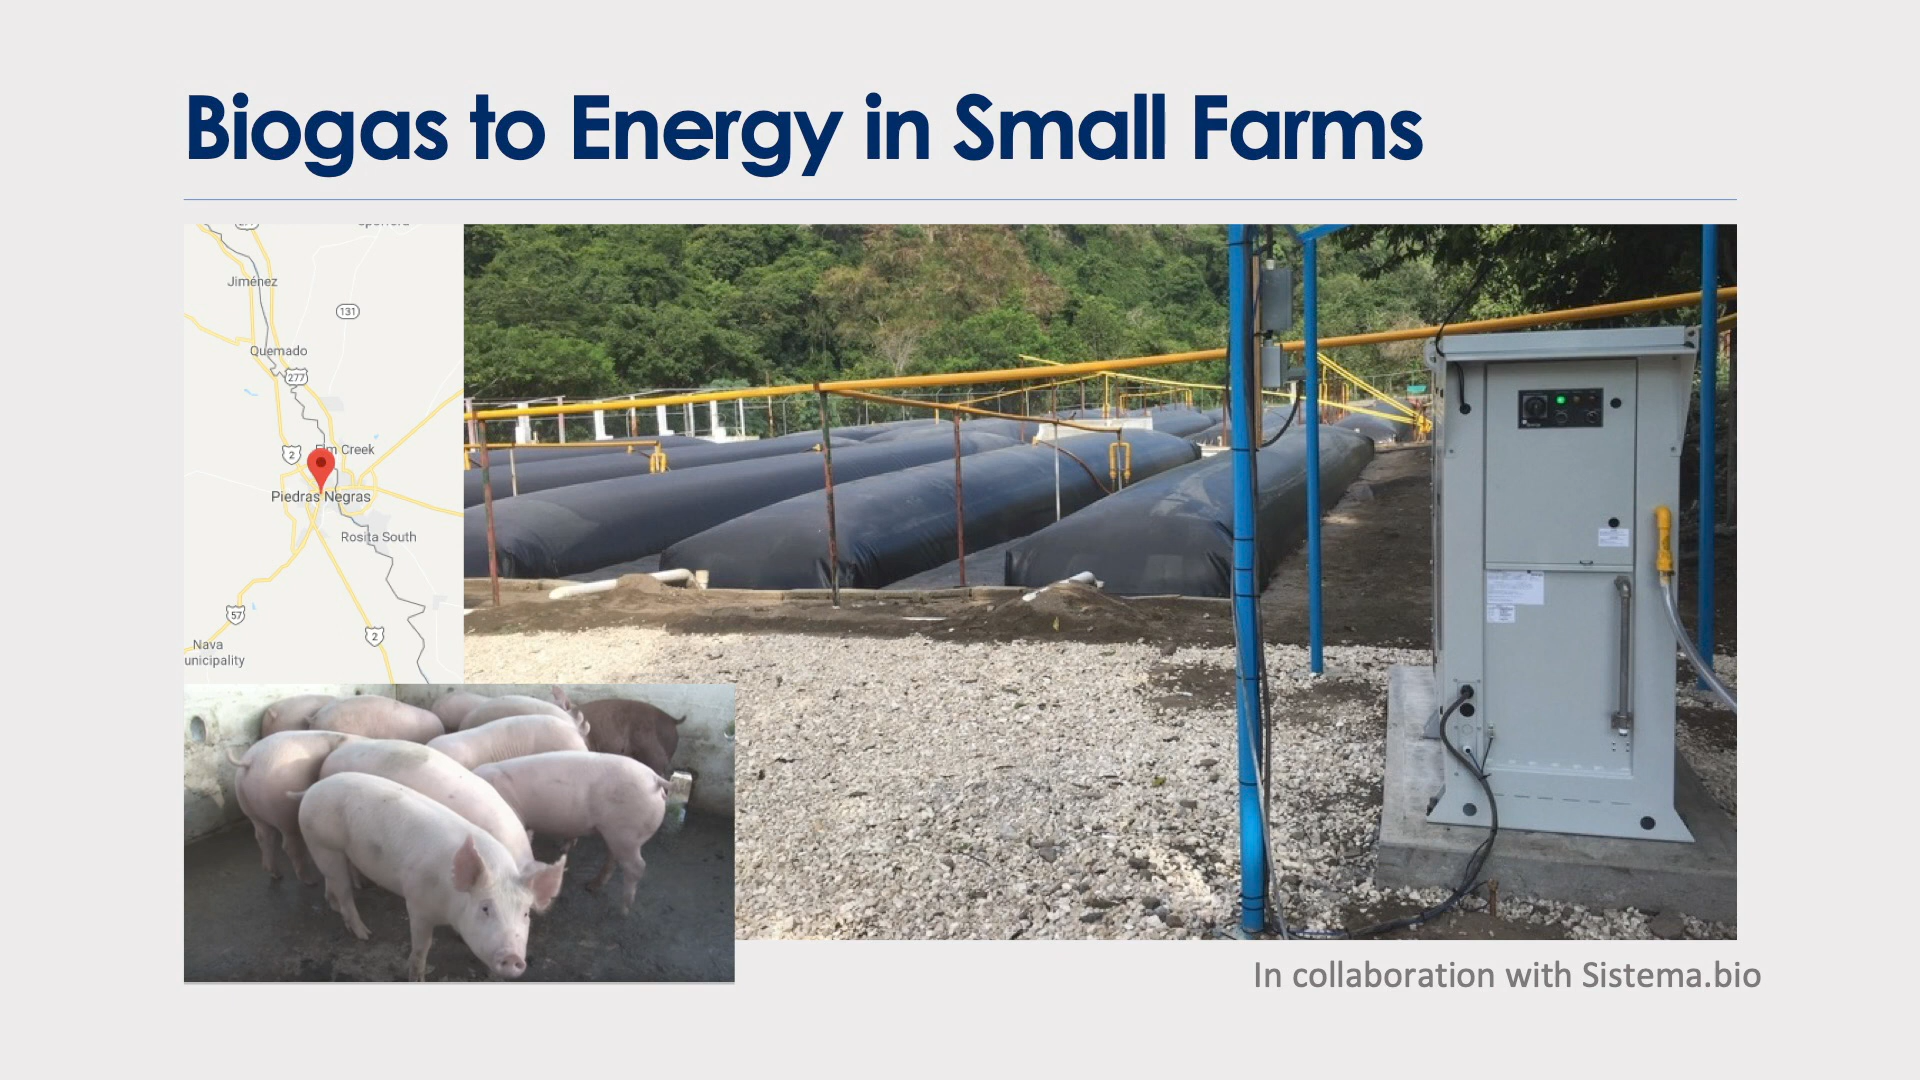 Biogas to Energy in Small Farms
Jiménez
131
Quemado
277
2
Creek
Piedras Negras
Rosita South
57
2
Nava
unicipality
In collaboration with Sistema.bio